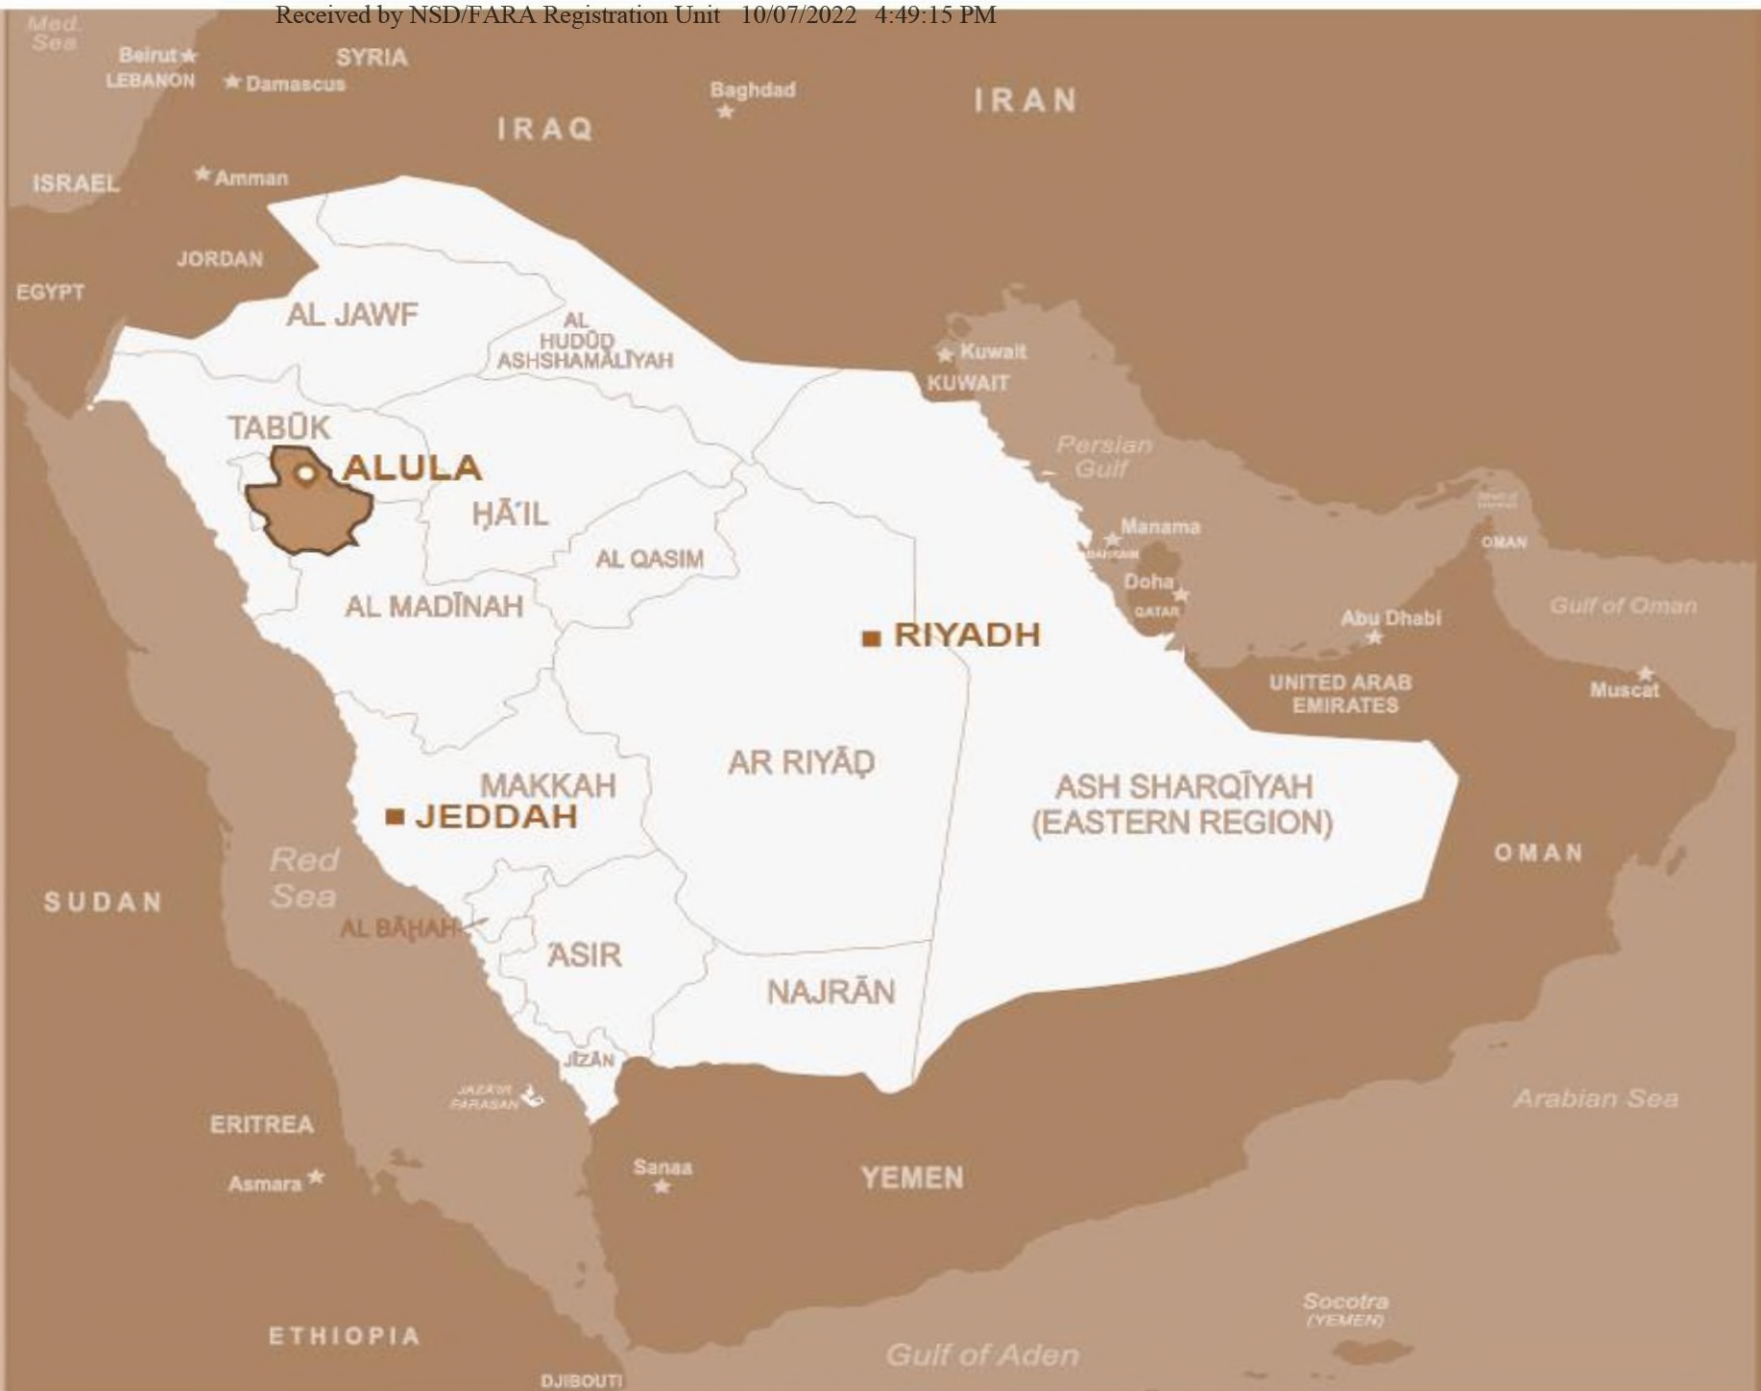 Received by NSD/FARA Registration Unit 10/07/2022 4:49:15 PM
Med.
Sea
Beirut
LEBANON
SYRIA
Damascus
Baghdad
IRAN
IRAQ
ISRAEL
Amman
JORDAN
EGYPT
AL JAWF
AL
HUDŪD
ASHSHAMĀLĪYAH
Kuwait
KUWAIT
TABŪK
ALULA
Persian
Gulf
ḤĀ'IL
AL QASIM
Manama
BAHRAIN
OMAN
Doha
QATAR
AL MADĪNAH
RIYADH
Abu Dhabi
Gulf of Oman
UNITED ARAB
EMIRATES
Muscat
AR RIYĀḌ
MAKKAH
JEDDAH
ASH SHARQĪYAH
(EASTERN REGION)
OMAN
Red
Sea
SUDAN
AL BĀḨAH
'ASIR
NAJRĀN
JĪZĀN
JAZĀ'IR
FARASAN
Arabian Sea
ERITREA
Asmara
Sanaa
YEMEN
Socotra
(YEMEN)
ETHIOPIA
Gulf of Aden
DJIBOUTI